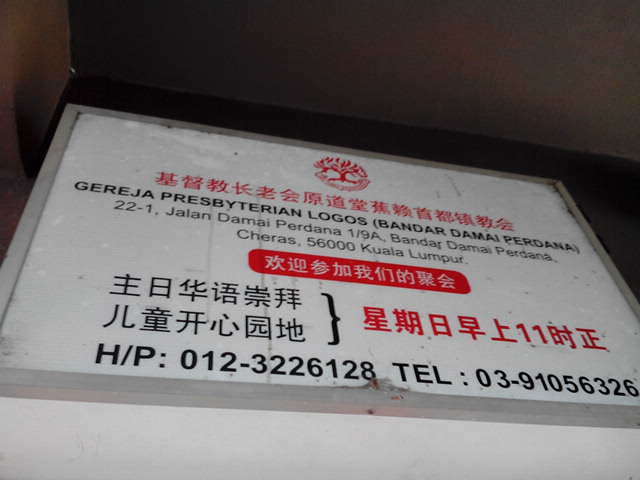 基督教长老会原道堂蕉赖首都镇教会
GEREJA PRESBYTERIAN LOGOS (BANDAR DAMAI PERDANA)
22-1, Jalan Damai Perdana 1/9A, Bandar Damai Perdana,
Cheras, 56000 Kuala Lumpur.
欢迎参加我们的聚会
主日华语崇拜
儿童开心园地
星期日早上11时正
H/P: 012-3226128 TEL : 03-91056326